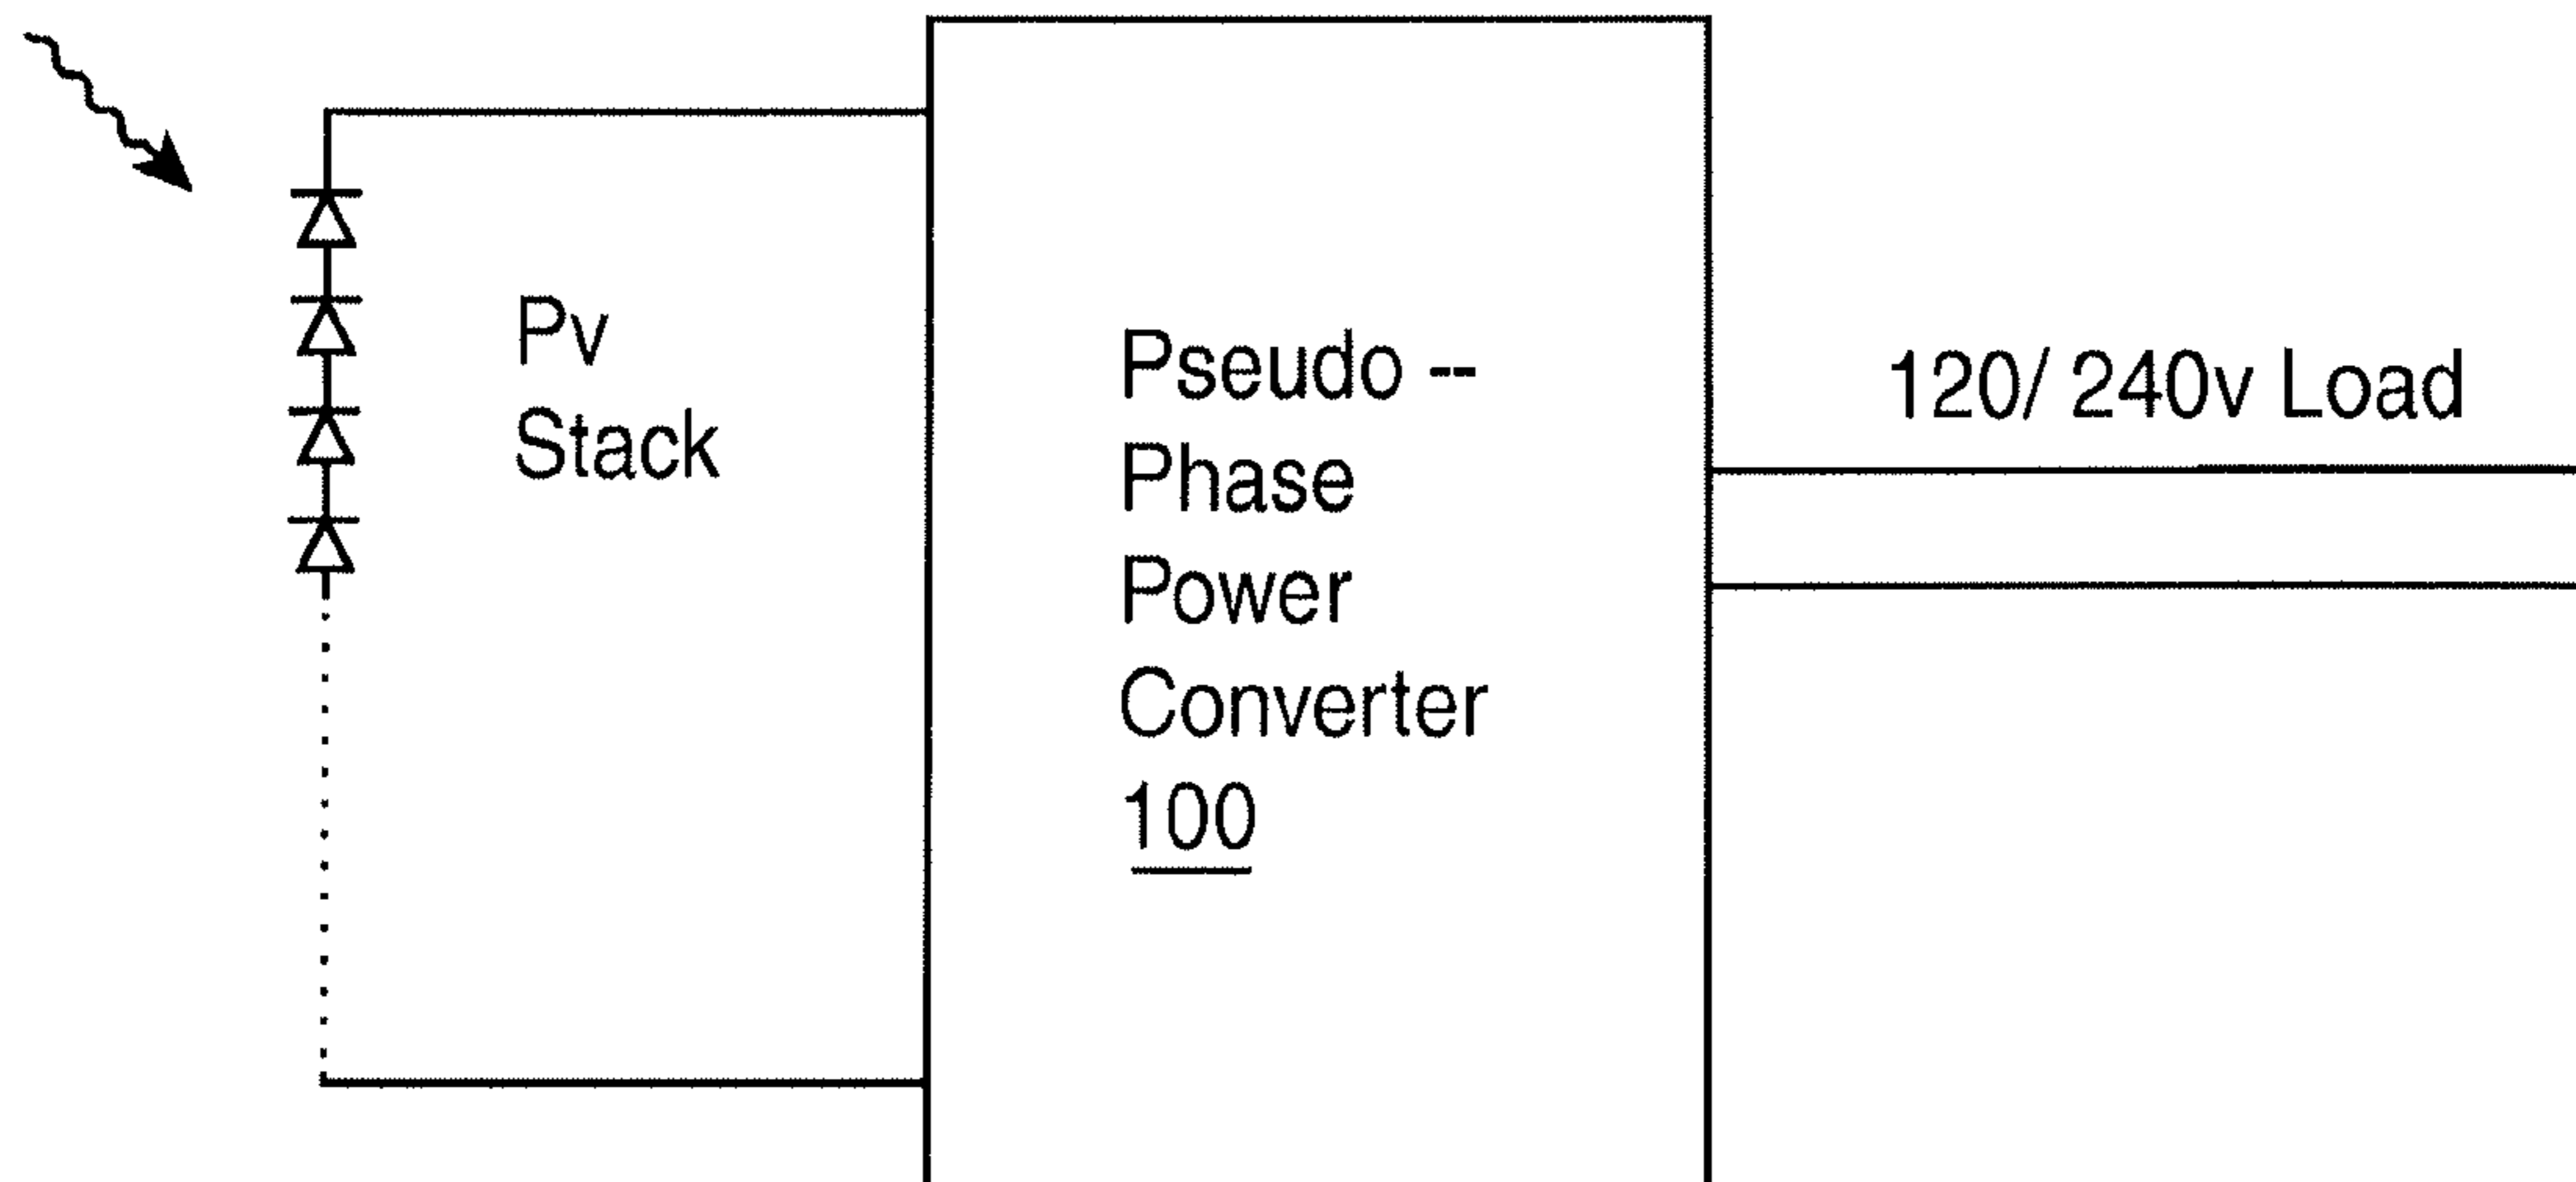 Pv
Stack
Pseudo --
Phase
Power
Converter
100
120/ 240v Load